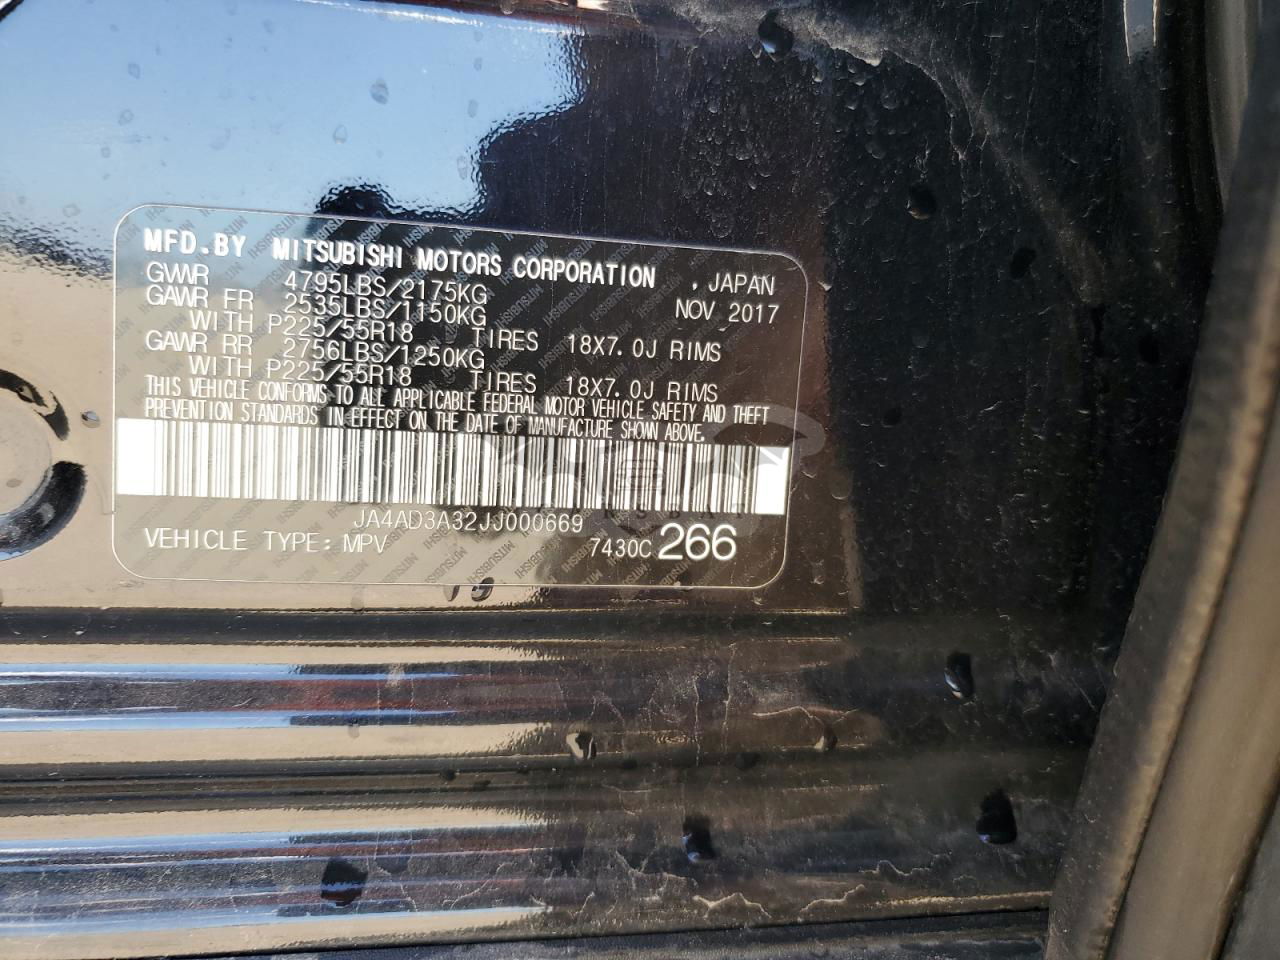 MFD.BY MITSUBISHI MOTORS CORPORATION , JAPAN
GWR 4795LBS/2175KG NOV 2017
GAWR FR 2535LBS/1150KG
WITH P225/55R18 TIRES 18X7.0J RIMS
GAWR RR 2756LBS/1250KG
WITH P225/55R18 TIRES 18X7.0J RIMS
THIS VEHICLE CONFORMS TO ALL APPLICABLE FEDERAL MOTOR VEHICLE SAFETY AND THEFT
PREVENTION STANDARDS IN EFFECT ON THE DATE OF MANUFACTURE SHOWN ABOVE.
JA4AD3A32JJ000669
VEHICLE TYPE: MPV 7430C 266